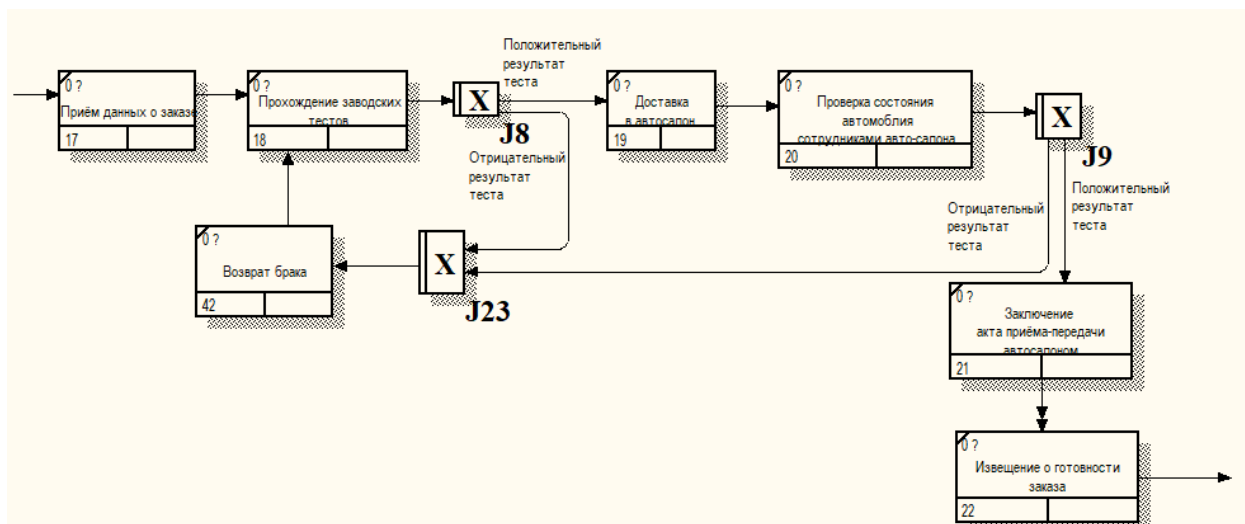 0 ?
Приём данных о заказе
17
0 ?
Прохождение заводских
тестов
18
X
J8
Положительный
результат
теста
Отрицательный
результат
теста
0 ?
Доставка
в автосалон
19
0 ?
Проверка состояния
автомоблия
сотрудниками авто-салона
20
X
J9
Отрицательный
результат
теста
Положительный
результат
теста
0 ?
Возврат брака
42
X
J23
0 ?
Заключение
акта приёма-передачи
автосалоном
21
0 ?
Извещение о готовности
заказа
22